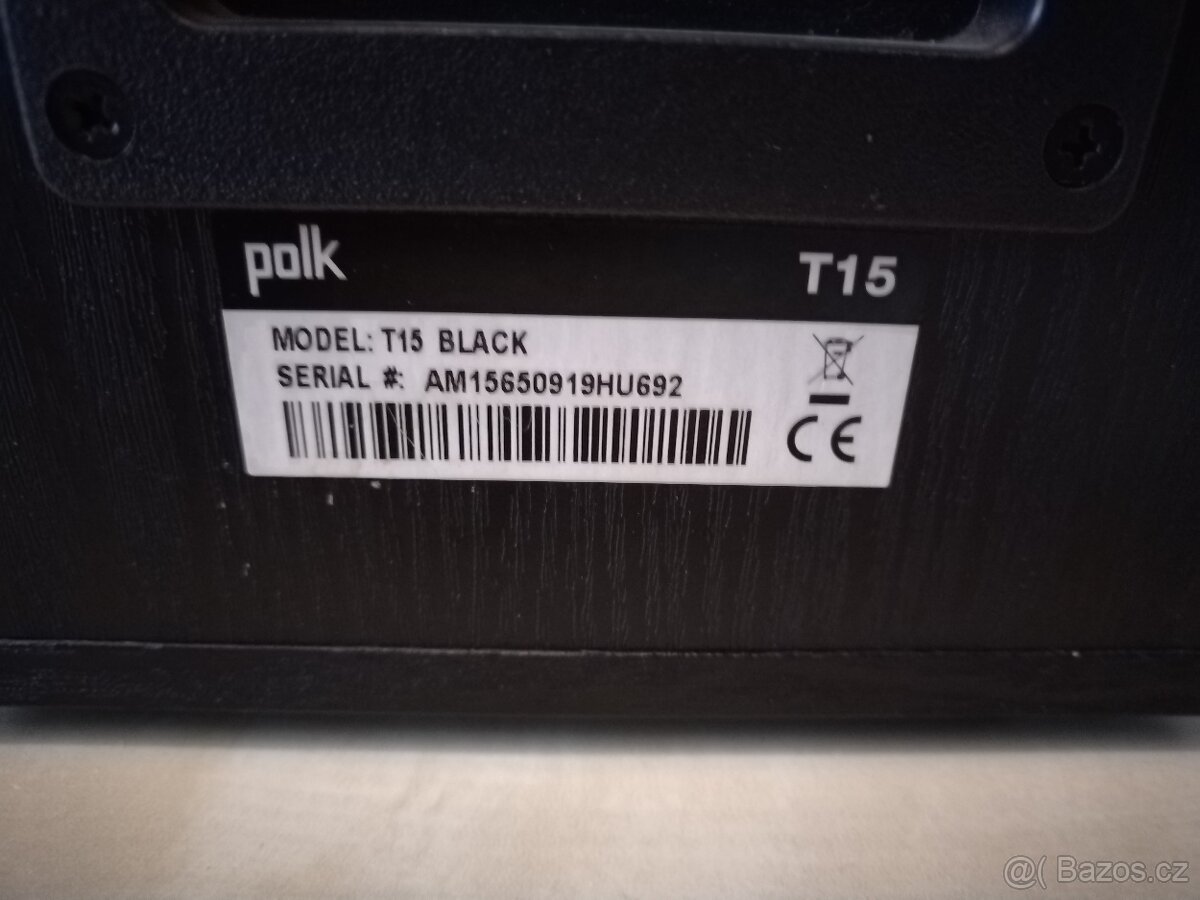 polk T15
MODEL: T15 BLACK
SERIAL #: AM15650919HU692
CE
@( Bazos.cz